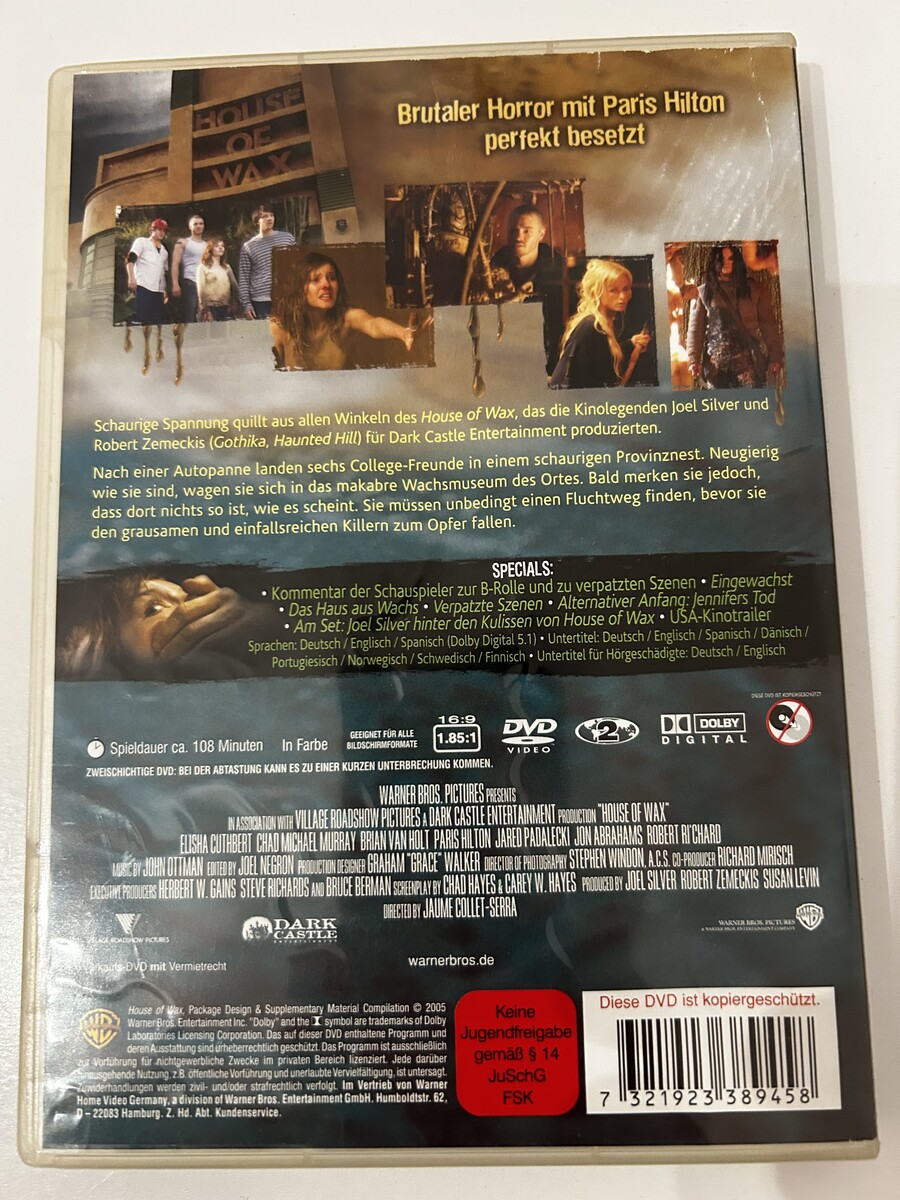 HOUSE
OF
WAX
Brutaler Horror mit Paris Hilton
perfekt besetzt
Schaurige Spannung quillt aus allen Winkeln des House of Wax, das die Kinolegenden Joel Silver und
Robert Zemeckis (Gothika, Haunted Hill) für Dark Castle Entertainment produzierten.
Nach einer Autopanne landen sechs College-Freunde in einem schaurigen Provinznest. Neugierig
wie sie sind, wagen sie sich in das makabre Wachsmuseum des Ortes. Bald merken sie jedoch,
dass dort nichts so ist, wie es scheint. Sie müssen unbedingt einen Fluchtweg finden, bevor sie
den grausamen und einfallsreichen Killern zum Opfer fallen.
SPECIALS:
• Kommentar der Schauspieler zur B-Rolle und zu verpatzten Szenen • Eingewachst
• Das Haus aus Wachs • Verpatzte Szenen • Alternativer Anfang: Jennifers Tod
• Am Set: Joel Silver hinter den Kulissen von House of Wax • USA-Kinotrailer
Sprachen: Deutsch / Englisch / Spanisch (Dolby Digital 5.1) • Untertitel: Deutsch / Englisch / Spanisch / Dänisch /
Portugiesisch / Norwegisch / Schwedisch / Finnisch • Untertitel für Hörgeschädigte: Deutsch / Englisch
DIESE DVD IST KOPIERGESCHÜTZT
Spieldauer ca. 108 Minuten In Farbe
GEEIGNET FÜR ALLE
BILDSCHIRMFORMATE
16:9
1.85:1
DVD
VIDEO
2
DOLBY
DIGITAL
ZWEISCHICHTIGE DVD: BEI DER ABTASTUNG KANN ES ZU EINER KURZEN UNTERBRECHUNG KOMMEN.
WARNER BROS. PICTURES PRESENTS
IN ASSOCIATION WITH VILLAGE ROADSHOW PICTURES A DARK CASTLE ENTERTAINMENT PRODUCTION "HOUSE OF WAX"
ELISHA CUTHBERT CHAD MICHAEL MURRAY BRIAN VAN HOLT PARIS HILTON JARED PADALECKI JON ABRAHAMS ROBERT RI'CHARD
MUSIC BY JOHN OTTMAN EDITED BY JOEL NEGRON PRODUCTION DESIGNER GRAHAM "GRACE" WALKER DIRECTOR OF PHOTOGRAPHY STEPHEN WINDON, A.C.S. CO-PRODUCER RICHARD MIRISCH
EXECUTIVE PRODUCERS HERBERT W. GAINS STEVE RICHARDS AND BRUCE BERMAN SCREENPLAY BY CHAD HAYES & CAREY W. HAYES PRODUCED BY JOEL SILVER ROBERT ZEMECKIS SUSAN LEVIN
DIRECTED BY JAUME COLLET-SERRA
VILLAGE ROADSHOW PICTURES
DARK
CASTLE
ENTERTAINMENT
WARNER BROS. PICTURES
A WARNER BROS. ENTERTAINMENT COMPANY
WB
Verkaufs-DVD mit Vermietrecht
warnerbros.de
WB
House of Wax, Package Design & Supplementary Material Compilation © 2005
Warner Bros. Entertainment Inc. "Dolby" and the symbol are trademarks of Dolby
Laboratories Licensing Corporation. Das auf dieser DVD enthaltene Programm und
deren Ausstattung sind urheberrechtlich geschützt. Das Programm ist ausschließlich
zur Vorführung für nichtgewerbliche Zwecke im privaten Bereich lizenziert. Jede darüber
hinausgehende Nutzung, z.B. öffentliche Vorführung und unerlaubte Vervielfältigung, ist untersagt.
Zuwiderhandlungen werden zivil- und/oder strafrechtlich verfolgt. Im Vertrieb von Warner
Home Video Germany, a division of Warner Bros. Entertainment GmbH. Humboldtstr. 62,
D – 22083 Hamburg. Z. Hd. Abt. Kundenservice.
Keine
Jugendfreigabe
gemäß § 14
JuSchG
FSK
Diese DVD ist kopiergeschützt.
7 321923 389458